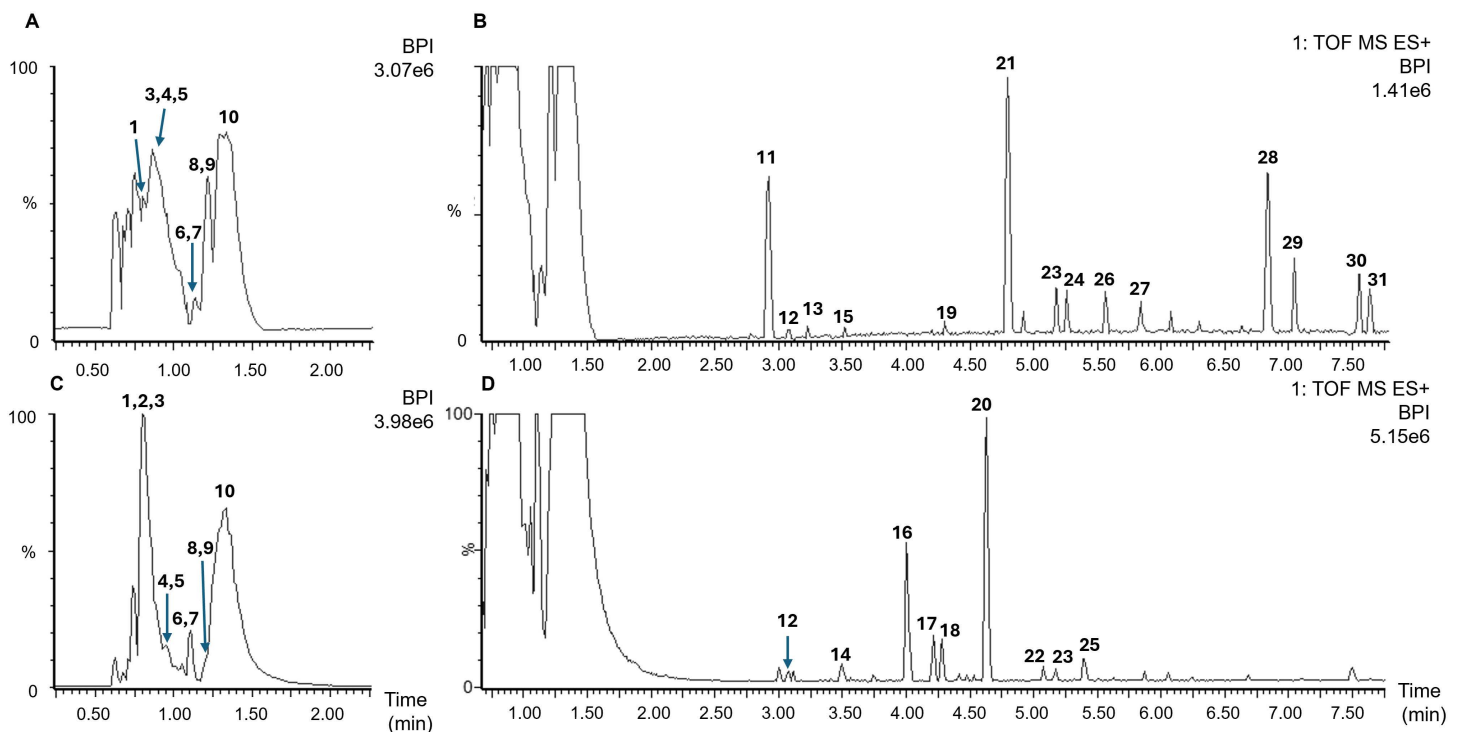 A
BPI
3.07e6
100
3,4,5
1
10
8,9
%
6,7
0
0.50 1.00 1.50 2.00
B
1: TOF MS ES+
BPI
1.41e6
21
11
28
%
29
23 24 26 27
30 31
12 13 15 19
0
1.00 1.50 2.00 2.50 3.00 3.50 4.00 4.50 5.00 5.50 6.00 6.50 7.00 7.50
C
1,2,3
BPI
3.98e6
100
10
%
8,9
4,5
6,7
0
0.50 1.00 1.50 2.00
Time
(min)
D
1: TOF MS ES+
BPI
5.15e6
100
20
16
%
12
17 18
14
22 23 25
0
1.00 1.50 2.00 2.50 3.00 3.50 4.00 4.50 5.00 5.50 6.00 6.50 7.00 7.50
Time
(min)